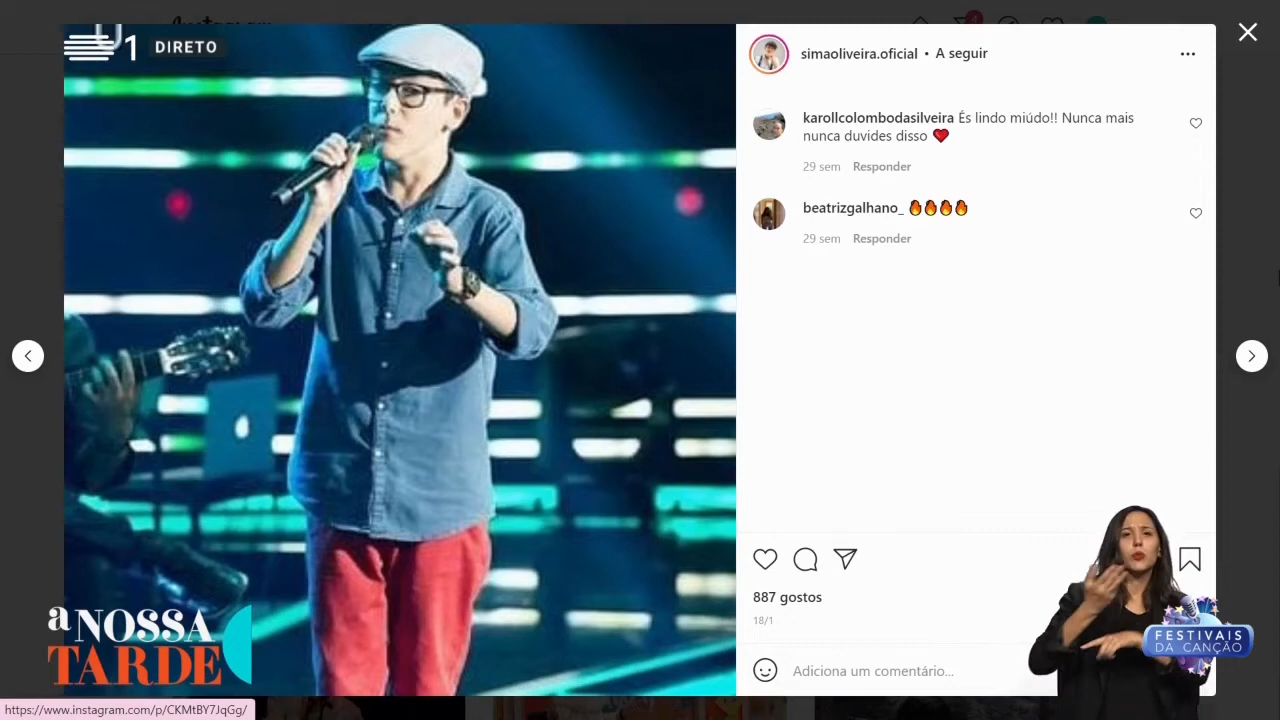 1 DIRETO
simaoliveira.oficial • A seguir
karollcolombodasilveira És lindo miúdo!! Nunca mais
nunca duvides disso ❤️
29 sem Responder
beatrizgalhano_ 🔥🔥🔥🔥
29 sem Responder
887 gostos
18/1
Adiciona um comentário...
a NOSSA
TARDE
FESTIVAIS
DA CANÇÃO
https://www.instagram.com/p/CKMtBY7JqGg/